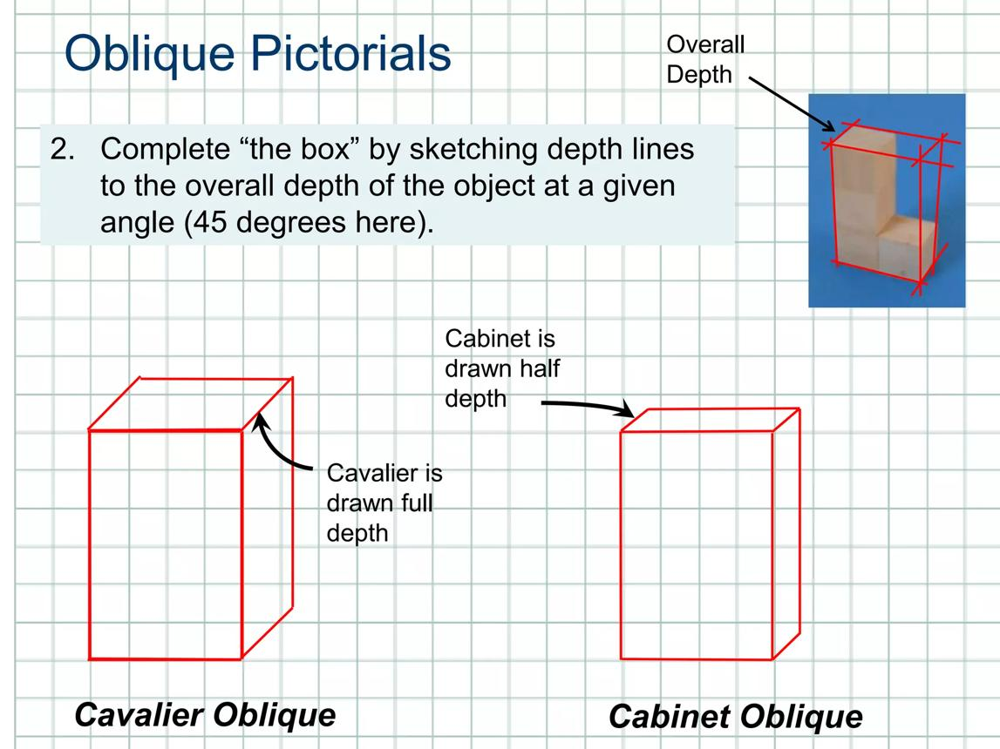 Oblique Pictorials
Overall
Depth
2. Complete “the box” by sketching depth lines
to the overall depth of the object at a given
angle (45 degrees here).
Cabinet is
drawn half
depth
Cavalier is
drawn full
depth
Cavalier Oblique
Cabinet Oblique